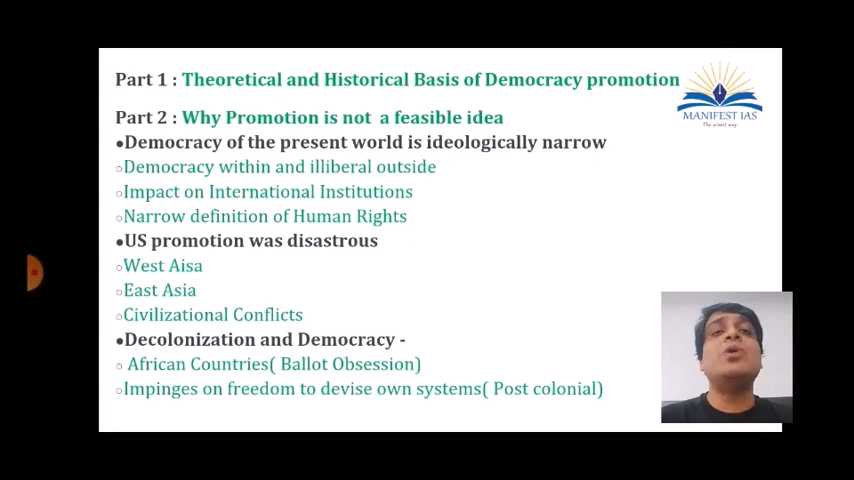 Part 1 : Theoretical and Historical Basis of Democracy promotion
Part 2 : Why Promotion is not a feasible idea
●Democracy of the present world is ideologically narrow
○Democracy within and illiberal outside
○Impact on International Institutions
○Narrow definition of Human Rights
●US promotion was disastrous
○West Aisa
○East Asia
○Civilizational Conflicts
●Decolonization and Democracy -
○ African Countries( Ballot Obsession)
○Impinges on freedom to devise own systems( Post colonial)
MANIFEST IAS